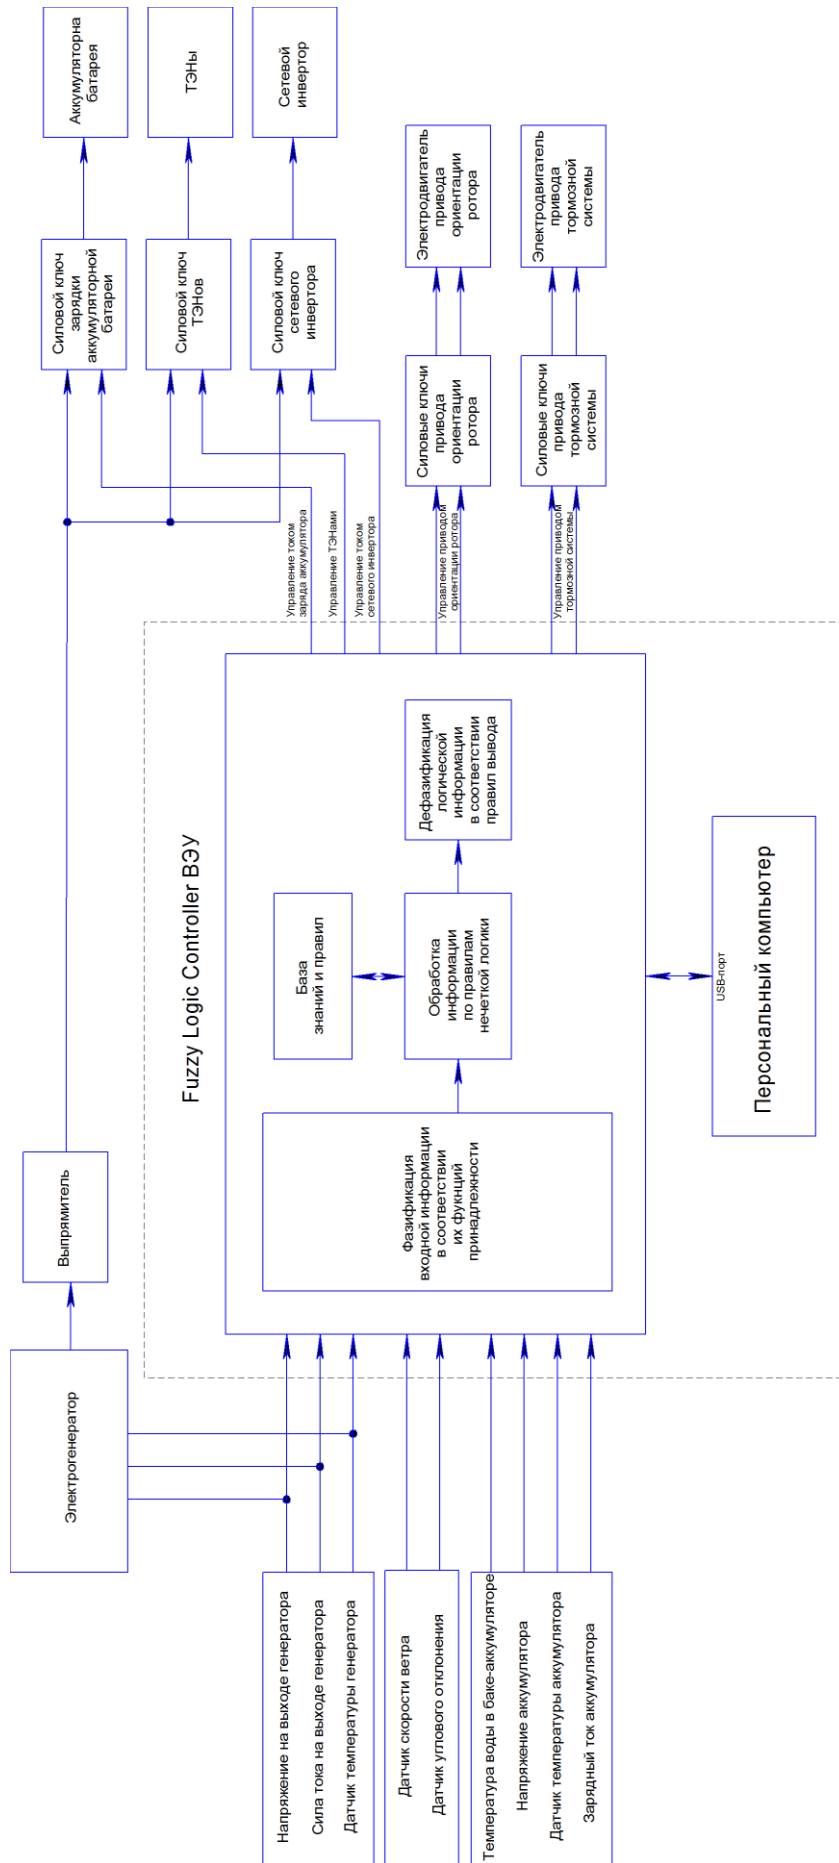 Электрогенератор
Выпрямитель
Силовой ключ
зарядки
аккумуляторной
батареи
Аккумуляторна
батарея
Силовой ключ
ТЭНов
ТЭНы
Силовой ключ
сетевого
инвертора
Сетевой
инвертор
Управление током
заряда аккумулятора
Управление ТЭНами
Управление током
сетевого инвертора
Fuzzy Logic Controller ВЭУ
Напряжение на выходе генератора
Сила тока на выходе генератора
Датчик температуры генератора
Датчик скорости ветра
Датчик углового отклонения
Температура воды в баке-аккумуляторе
Напряжение аккумулятора
Датчик температуры аккумулятора
Зарядный ток аккумулятора
Фазификация
входной информации
в соответствии
их фукнций
принадлежности
База
знаний и правил
Обработка
информации
по правилам
нечеткой логики
Дефазификация
логической
информации
в соответствии
правил вывода
Управление приводом
ориентации ротора
Силовые ключи
привода
ориентации
ротора
Электродвигатель
привода
ориентации
ротора
Управление приводом
тормозной системы
Силовые ключи
привода
тормозной
системы
Электродвигатель
привода
тормозной
системы
USB-порт
Персональный компьютер